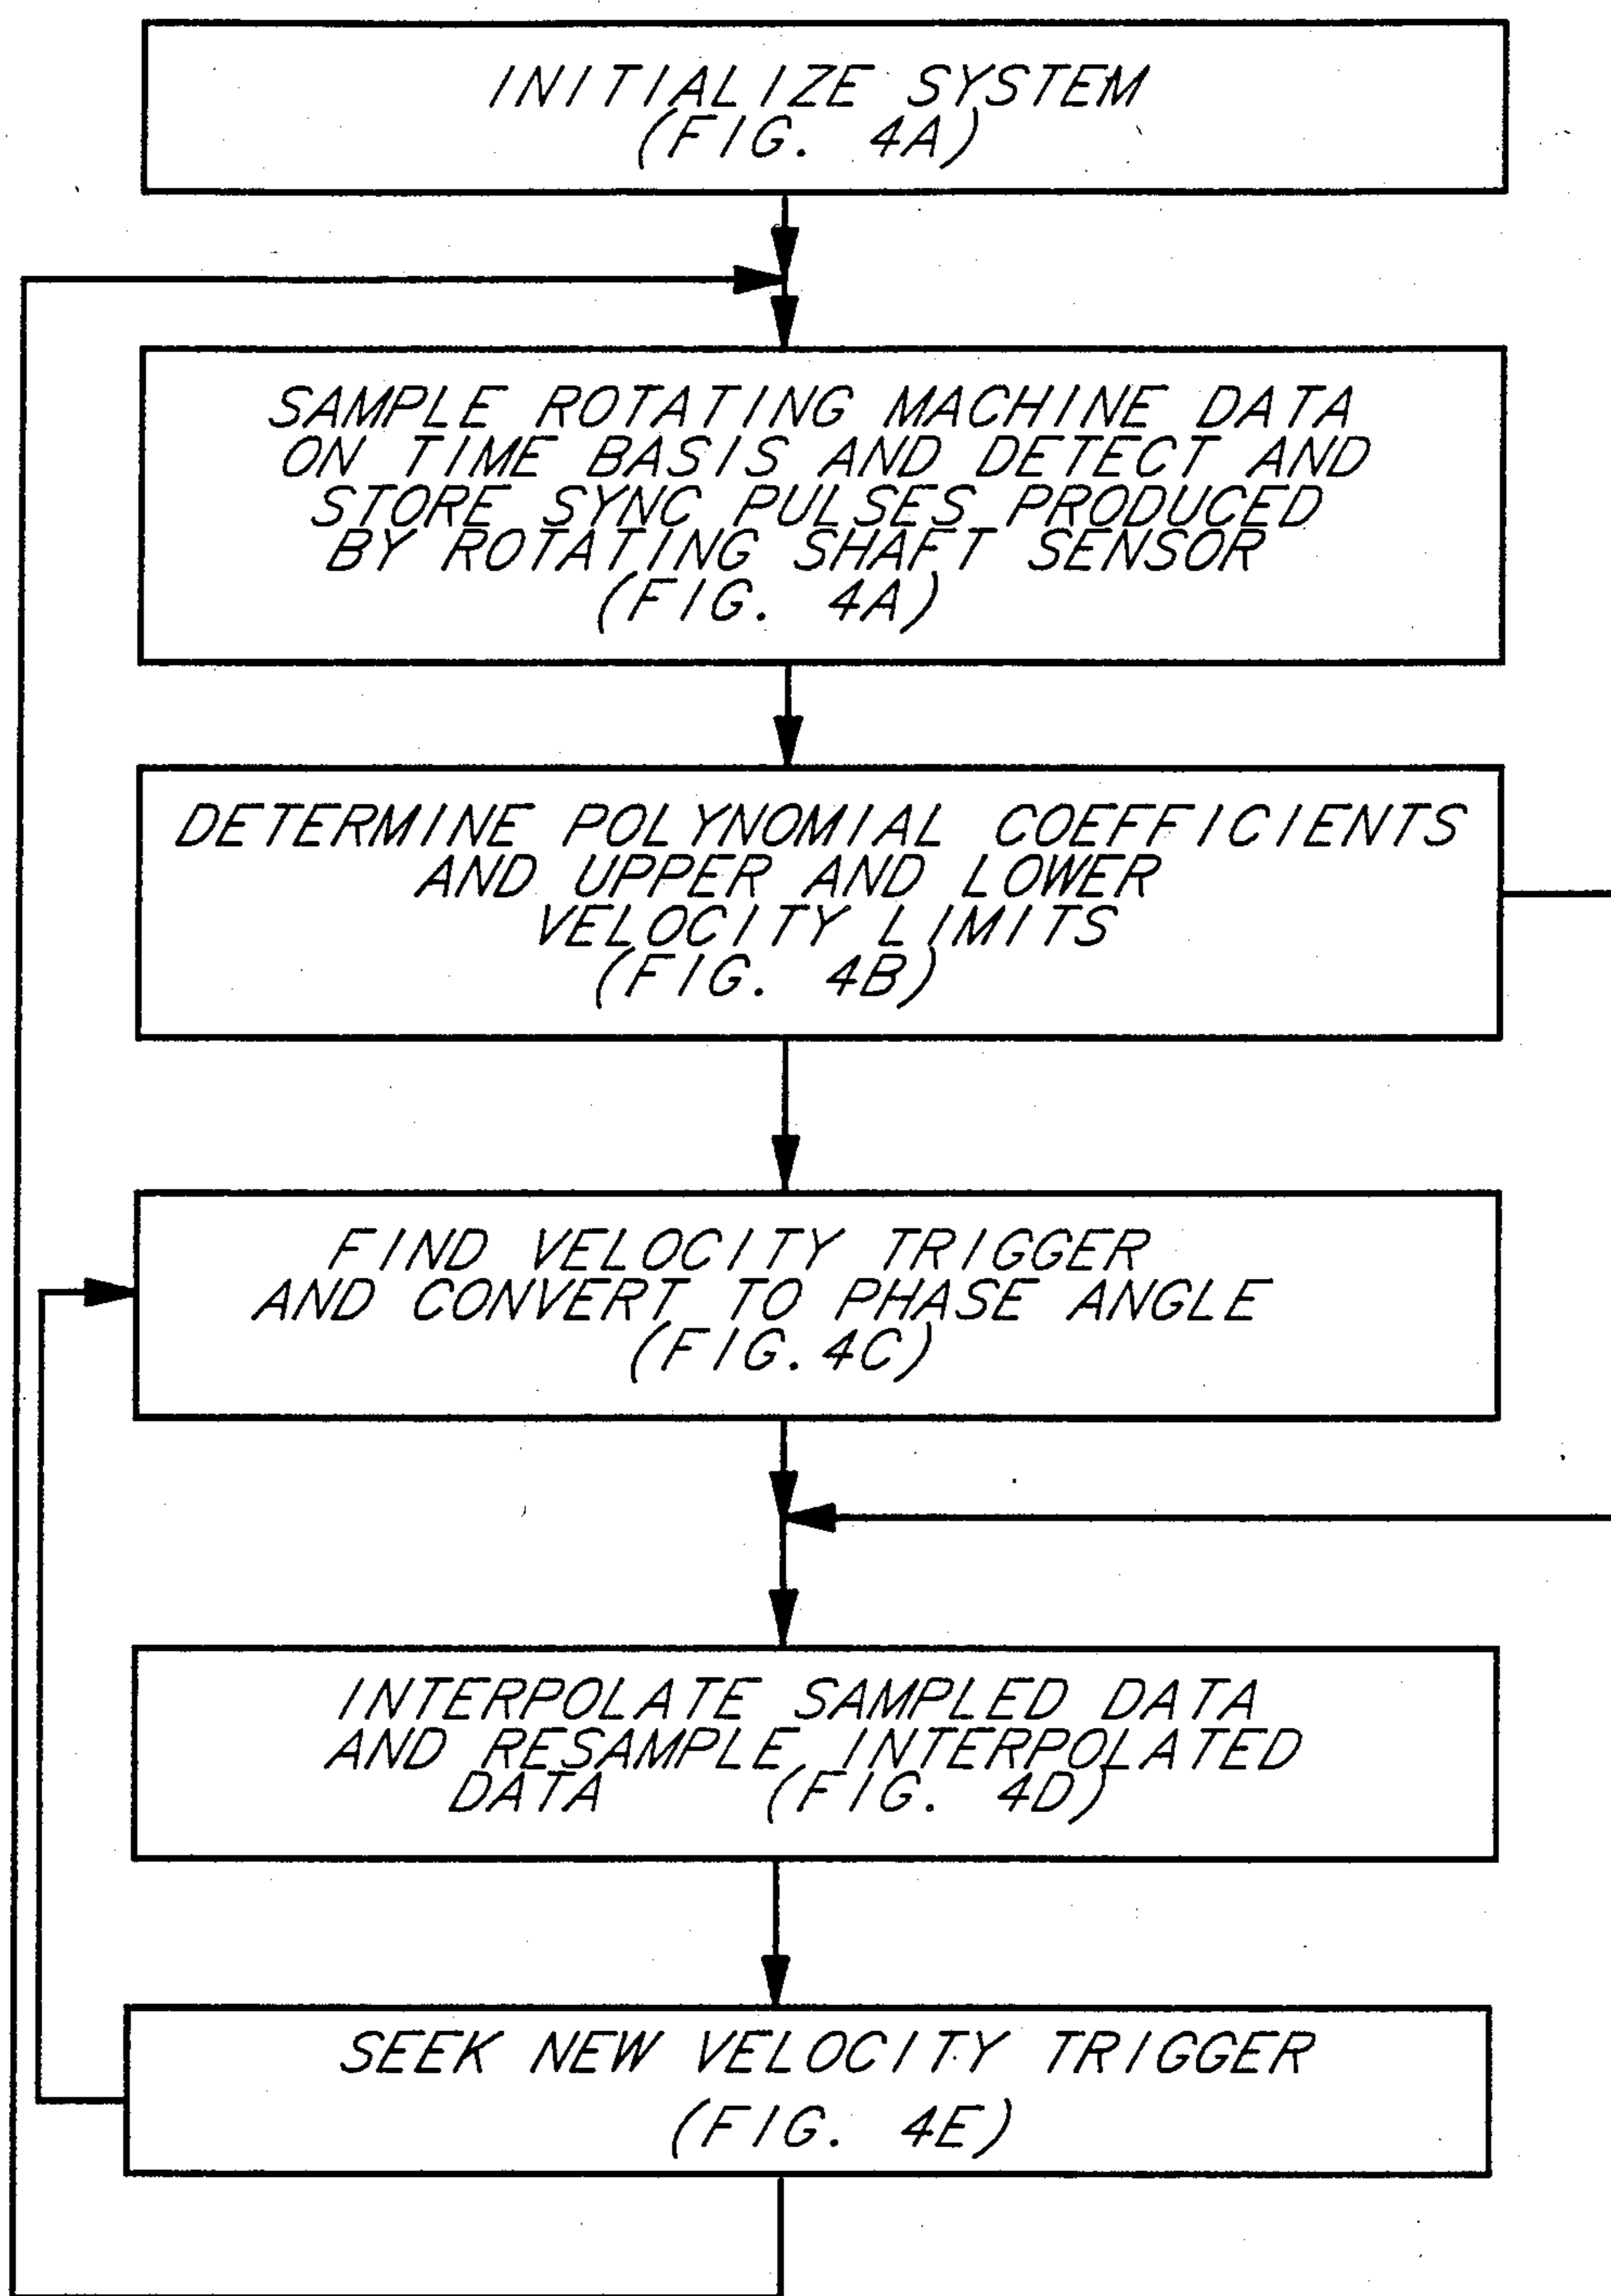 INITIALIZE SYSTEM
(FIG. 4A)
SAMPLE ROTATING MACHINE DATA
ON TIME BASIS AND DETECT AND
STORE SYNC PULSES PRODUCED
BY ROTATING SHAFT SENSOR
(FIG. 4A)
DETERMINE POLYNOMIAL COEFFICIENTS
AND UPPER AND LOWER
VELOCITY LIMITS
(FIG. 4B)
FIND VELOCITY TRIGGER
AND CONVERT TO PHASE ANGLE
(FIG.4C)
INTERPOLATE SAMPLED DATA
AND RESAMPLE INTERPOLATED
DATA (FIG. 4D)
SEEK NEW VELOCITY TRIGGER
(FIG. 4E)